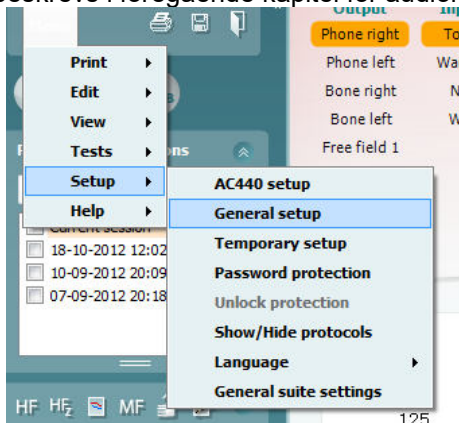 Output
Phone right
Phone left
Bone right
Bone left
Free field 1
Print
Edit
View
Tests
Setup
Help
AC440 setup
General setup
Temporary setup
Password protection
Unlock protection
Show/Hide protocols
Language
General suite settings
Current session
18-10-2012 12:02
10-09-2012 20:09
07-09-2012 20:18
HF HFz MF
125